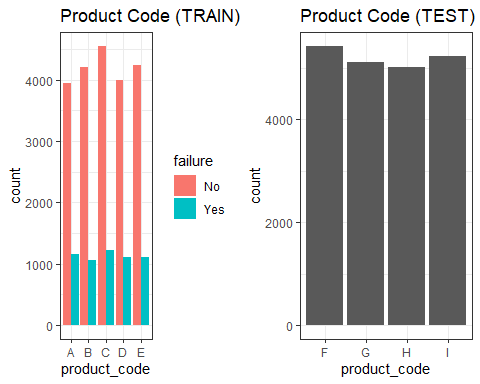 Product Code (TRAIN)
count
4000
3000
2000
1000
0
A B C D E
product_code
failure
No
Yes
Product Code (TEST)
count
4000
2000
0
F G H I
product_code